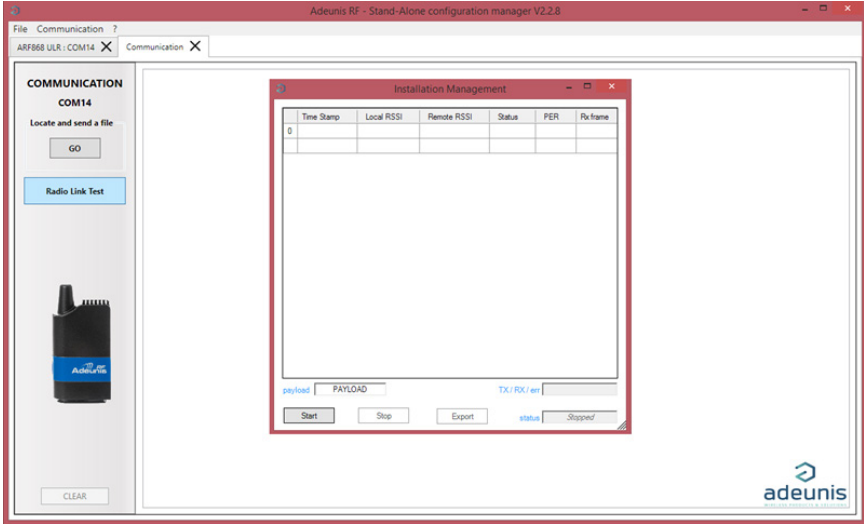 Adeunis RF - Stand-Alone configuration manager V2.2.8
File Communication ?
ARF868 ULR : COM14 Communication
COMMUNICATION
COM14
Locate and send a file
GO
Radio Link Test
Adeunis RF
CLEAR
Installation Management
Time Stamp Local RSSI Remote RSSI Status PER Rx frame
0
payload PAYLOAD TX / RX / err
Start Stop Export status Stopped
adeunis